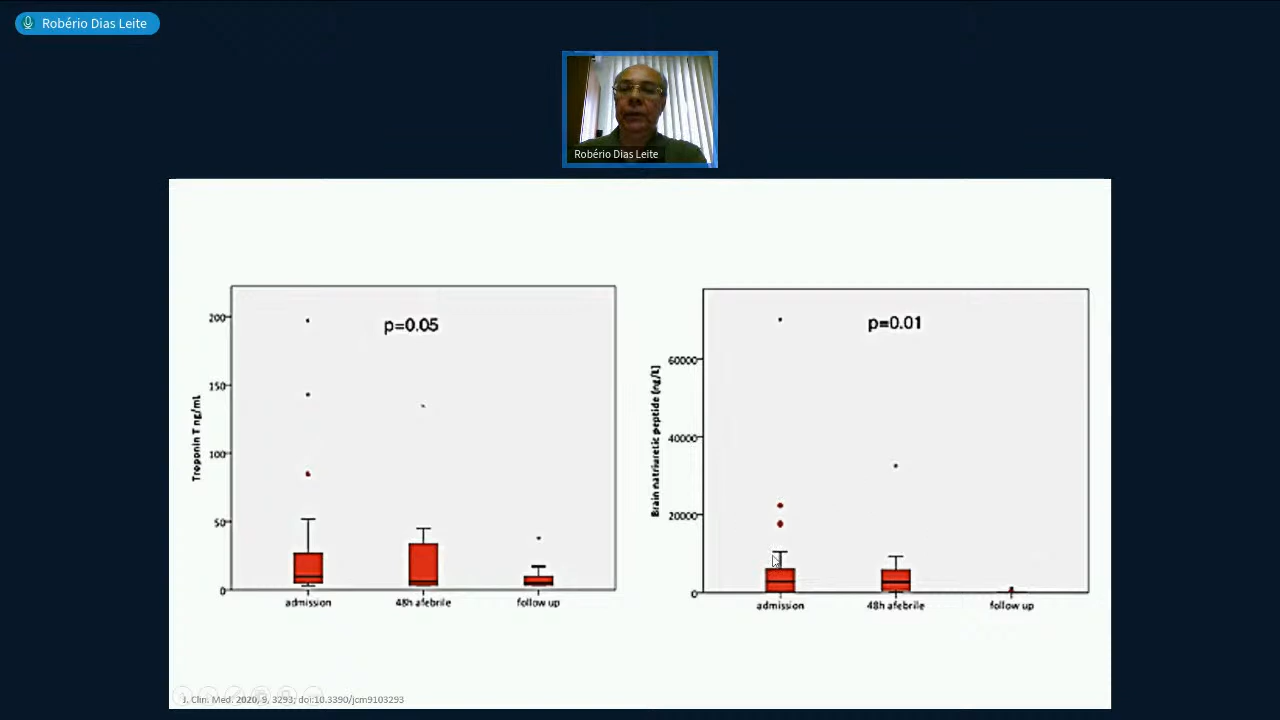 Robério Dias Leite
Robério Dias Leite
p=0.05
200
150
100
50
0
Troponin T ng/mL
admission
48h afebrile
follow up
p=0.01
60000
40000
20000
0
Brain natriuretic peptide (ng/L)
admission
48h afebrile
follow up
J. Clin. Med. 2020, 9, 3293; doi:10.3390/jcm9103293